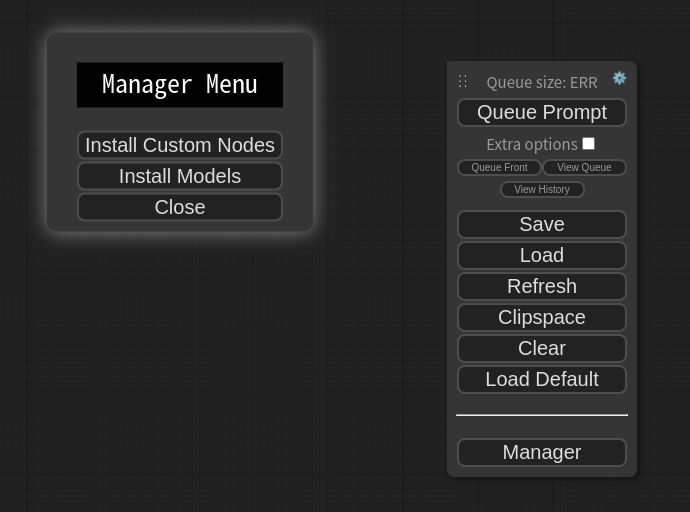 Manager Menu
Install Custom Nodes
Install Models
Close
Queue size: ERR
Queue Prompt
Extra options
Queue Front View Queue
View History
Save
Load
Refresh
Clipspace
Clear
Load Default
Manager